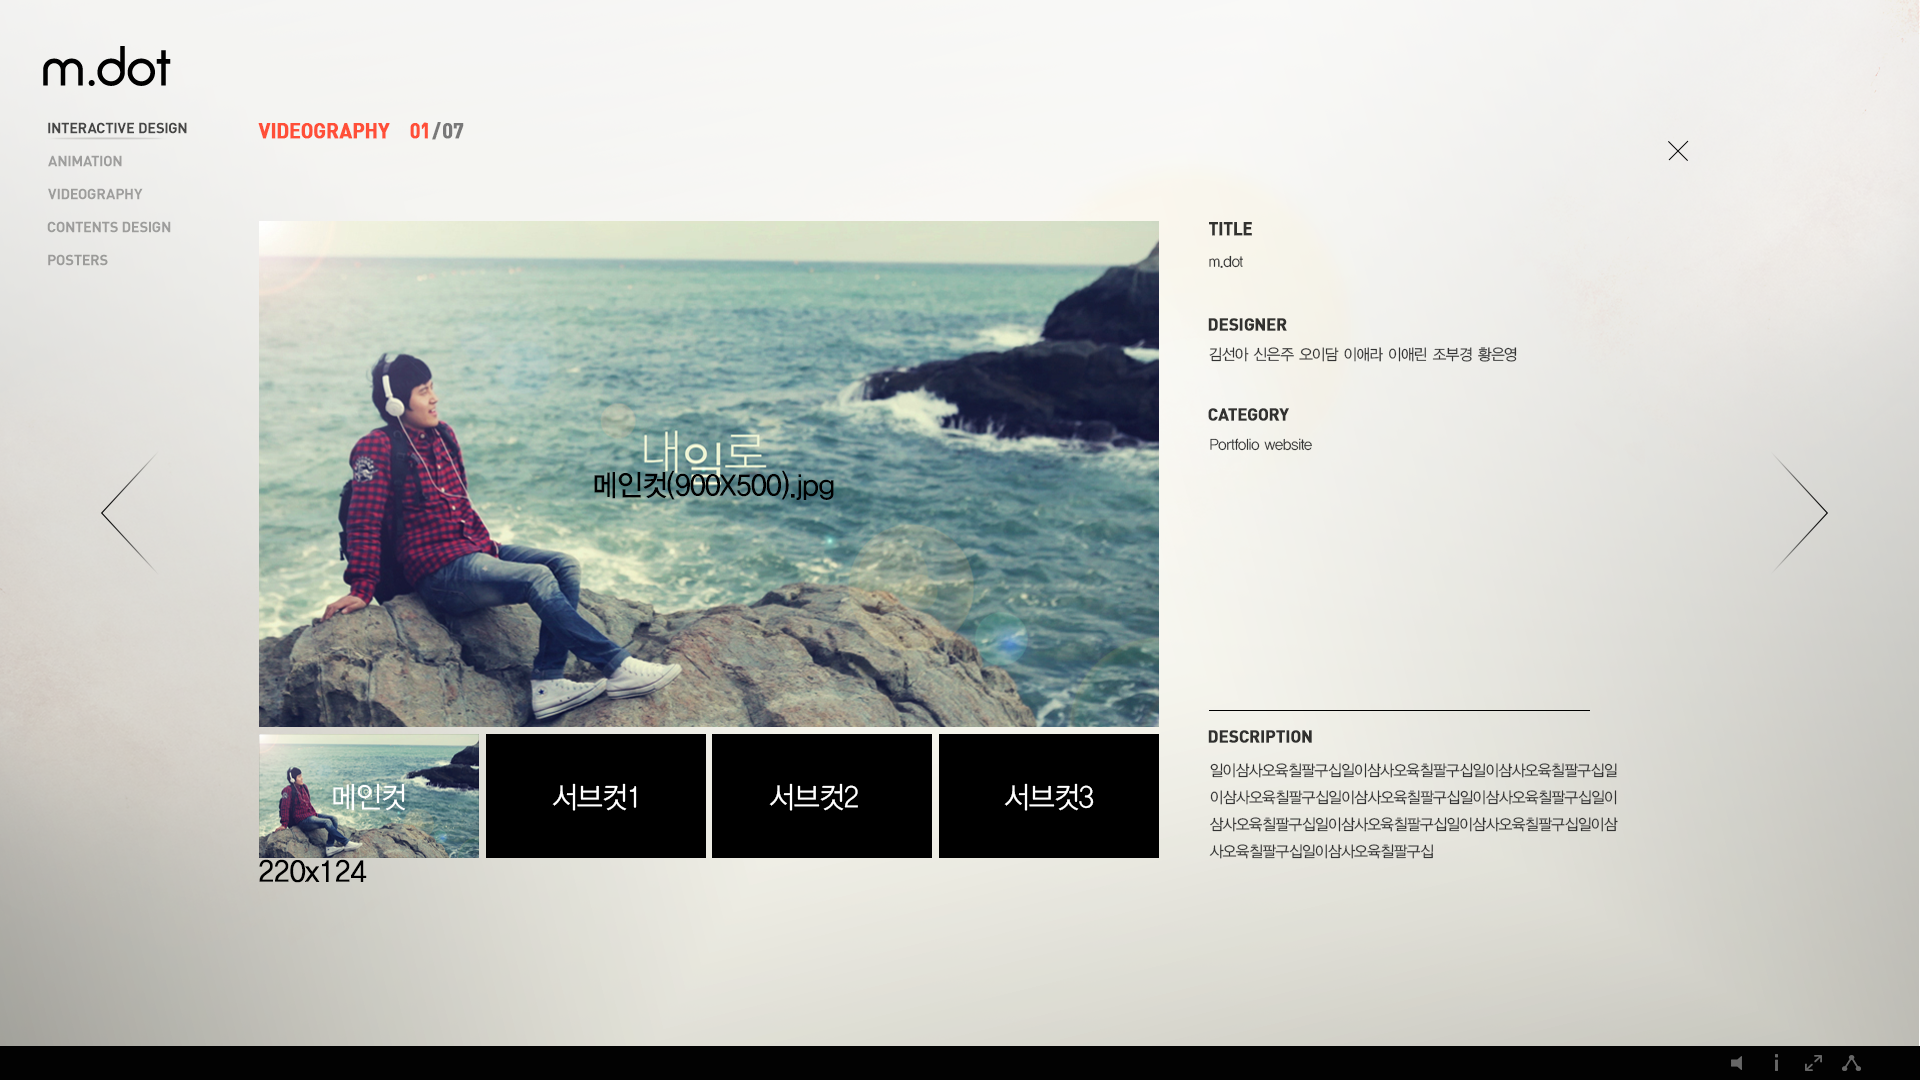 m.dot
INTERACTIVE DESIGN
ANIMATION
VIDEOGRAPHY
CONTENTS DESIGN
POSTERS
VIDEOGRAPHY 01/07
내일로
메인컷(900X500).jpg
메인컷
서브컷1
서브컷2
서브컷3
220x124
TITLE
m.dot
DESIGNER
김선아 신은주 오이담 이애라 이애린 조부경 황은영
CATEGORY
Portfolio website
DESCRIPTION
일이삼사오육칠팔구십일이삼사오육칠팔구십일이삼사오육칠팔구십일
이삼사오육칠팔구십일이삼사오육칠팔구십일이삼사오육칠팔구십일이
삼사오육칠팔구십일이삼사오육칠팔구십일이삼사오육칠팔구십일이삼
사오육칠팔구십일이삼사오육칠팔구십